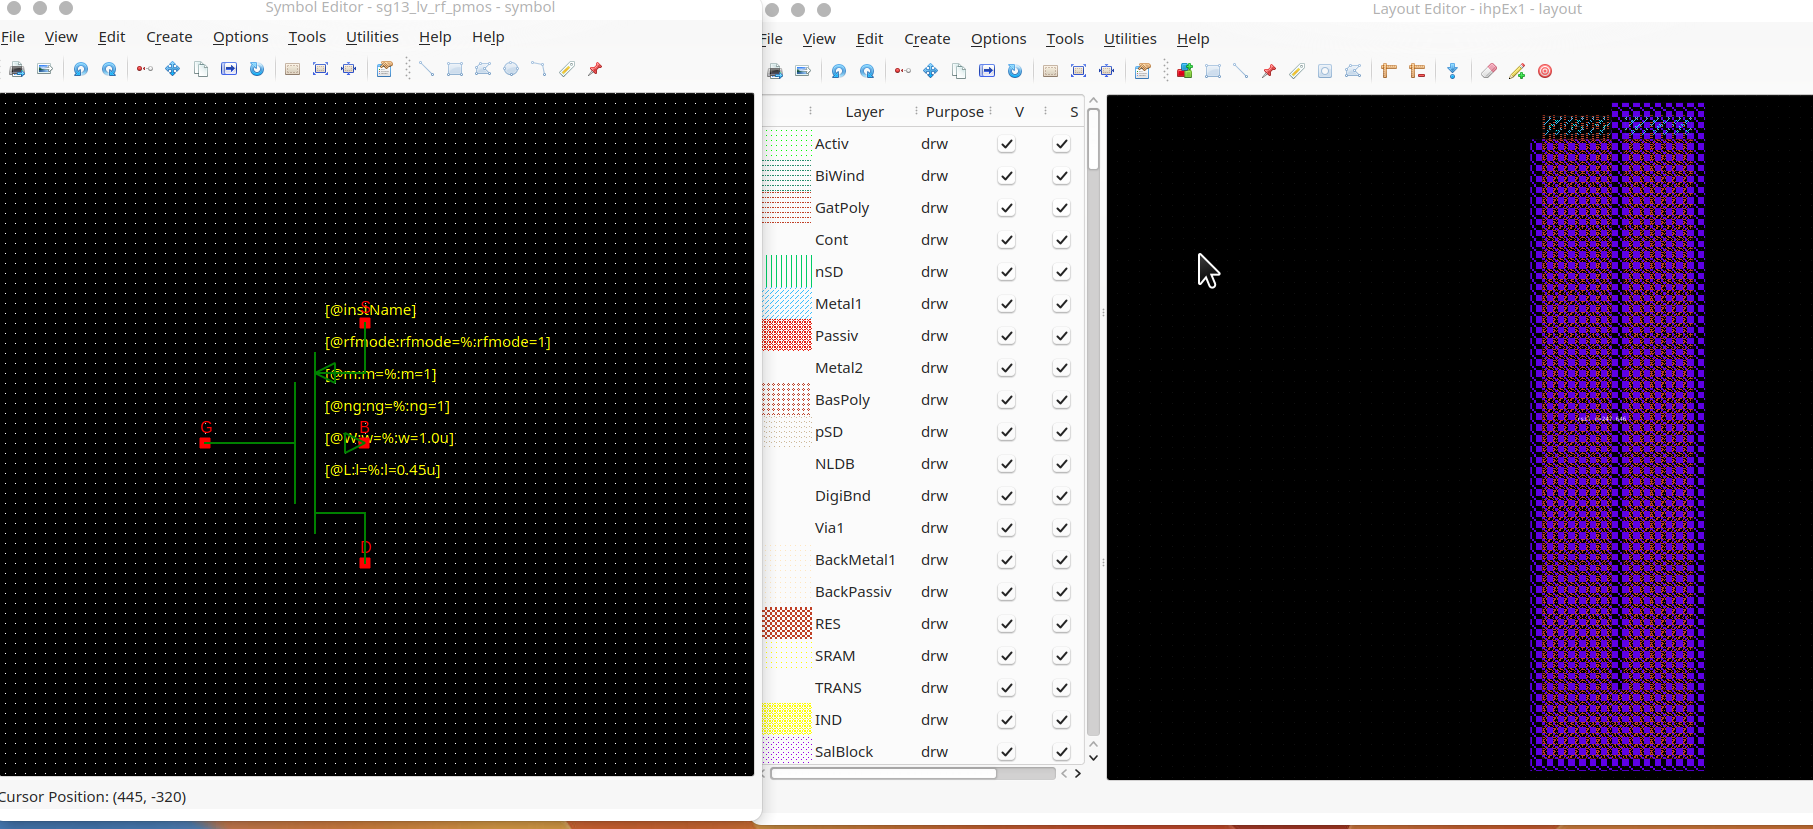 Symbol Editor - sg13_lv_rf_pmos - symbol
File View Edit Create Options Tools Utilities Help Help
[@instName]
[@rfmode:rfmode=%:rfmode=1]
[@m:m=%:m=1]
[@ng:ng=%:ng=1]
G
B
[@W:w=%:w=1.0u]
[@L:l=%:l=0.45u]
D
Cursor Position: (445, -320)
Layout Editor - ihpEx1 - layout
File View Edit Create Options Tools Utilities Help
Layer Purpose V S
Activ drw
BiWind drw
GatPoly drw
Cont drw
nSD drw
Metal1 drw
Passiv drw
Metal2 drw
BasPoly drw
pSD drw
NLDB drw
DigiBnd drw
Via1 drw
BackMetal1 drw
BackPassiv drw
RES drw
SRAM drw
TRANS drw
IND drw
SalBlock drw